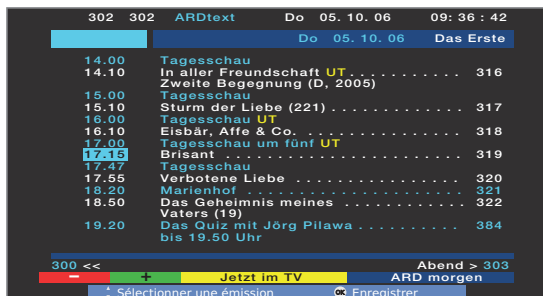 302 302 ARDtext Do 05. 10. 06 09: 36 : 42
Do 05. 10. 06 Das Erste
14.00 Tagesschau
14.10 In aller Freundschaft UT . . . . . . . . . . . 316
Zweite Begegnung (D, 2005)
15.00 Tagesschau
15.10 Sturm der Liebe (221) . . . . . . . . . . . . . 317
16.00 Tagesschau UT
16.10 Eisbär, Affe & Co. . . . . . . . . . . . . . . 318
17.00 Tagesschau um fünf UT
17.15 Brisant . . . . . . . . . . . . . . . . . . . . . . 319
17.47 Tagesschau
17.55 Verbotene Liebe . . . . . . . . . . . . . . . 320
18.20 Marienhof . . . . . . . . . . . . . . . . . . . . 321
18.50 Das Geheimnis meines . . . . . . . . . . . 322
Vaters (19)
19.20 Das Quiz mit Jörg Pilawa . . . . . . . . . 384
bis 19.50 Uhr
300 << Abend > 303
− + Jetzt im TV ARD morgen
Sélectionner une émission OK Enregistrer